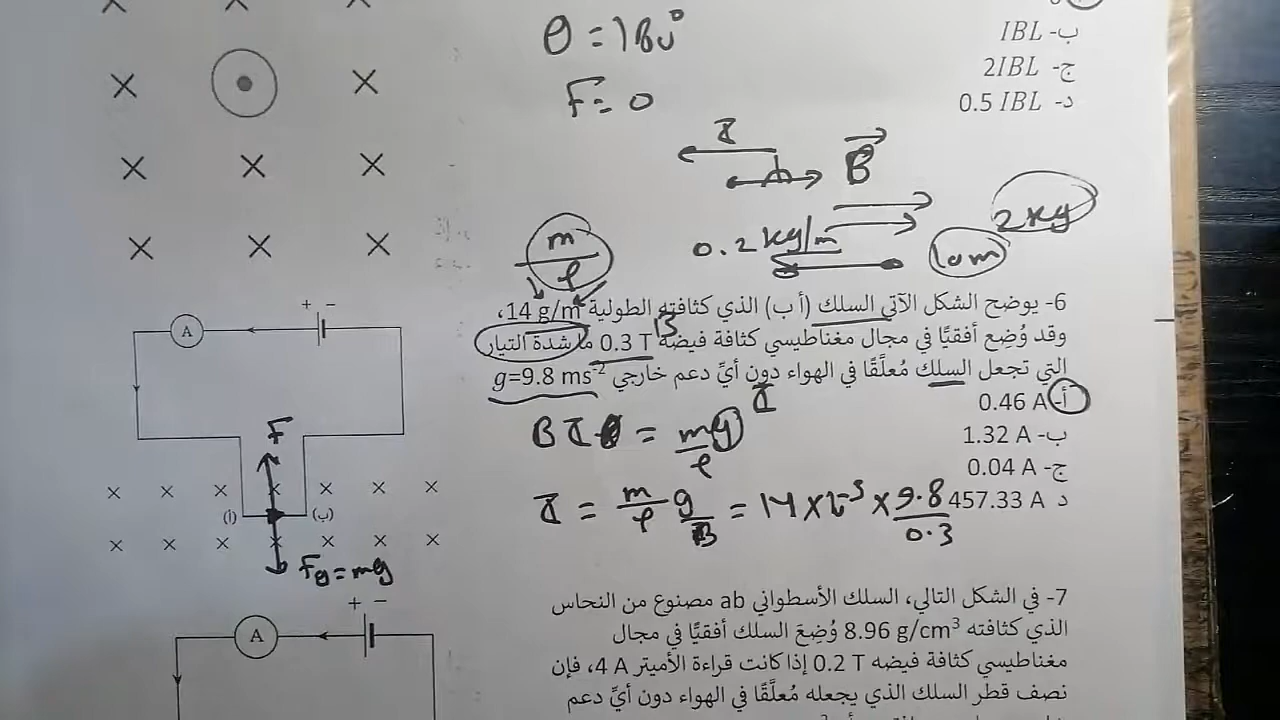 θ = 180°
F = 0
ب- IBL
ج- 2IBL
د- 0.5 IBL
I
B
2kg
m
ℓ
0.2 kg/m
10m
6- يوضح الشكل الآتي السلك (أ ب) الذي كثافته الطولية 14 g/m،
وقد وُضِع أفقيًّا في مجال مغناطيسي كثافة فيضه 0.3 T ما شدة التيار
B
التي تجعل السلك مُعلَّقًا في الهواء دون أيِّ دعم خارجي g=9.8 ms⁻²
I
أ- 0.46 A
ب- 1.32 A
ج- 0.04 A
د- 457.33 A
B I = mg/ℓ
I = m/ℓ g/B = 14 × 10⁻³ × 9.8/0.3
A
+ −
F
(أ)
(ب)
Fg = mg
7- في الشكل التالي، السلك الأسطواني ab مصنوع من النحاس
الذي كثافته 8.96 g/cm³ وُضِعَ السلك أفقيًّا في مجال
مغناطيسي كثافة فيضه 0.2 T إذا كانت قراءة الأميتر 4 A، فإن
نصف قطر السلك الذي يجعله مُعلَّقًا في الهواء دون أيِّ دعم
A
+ −